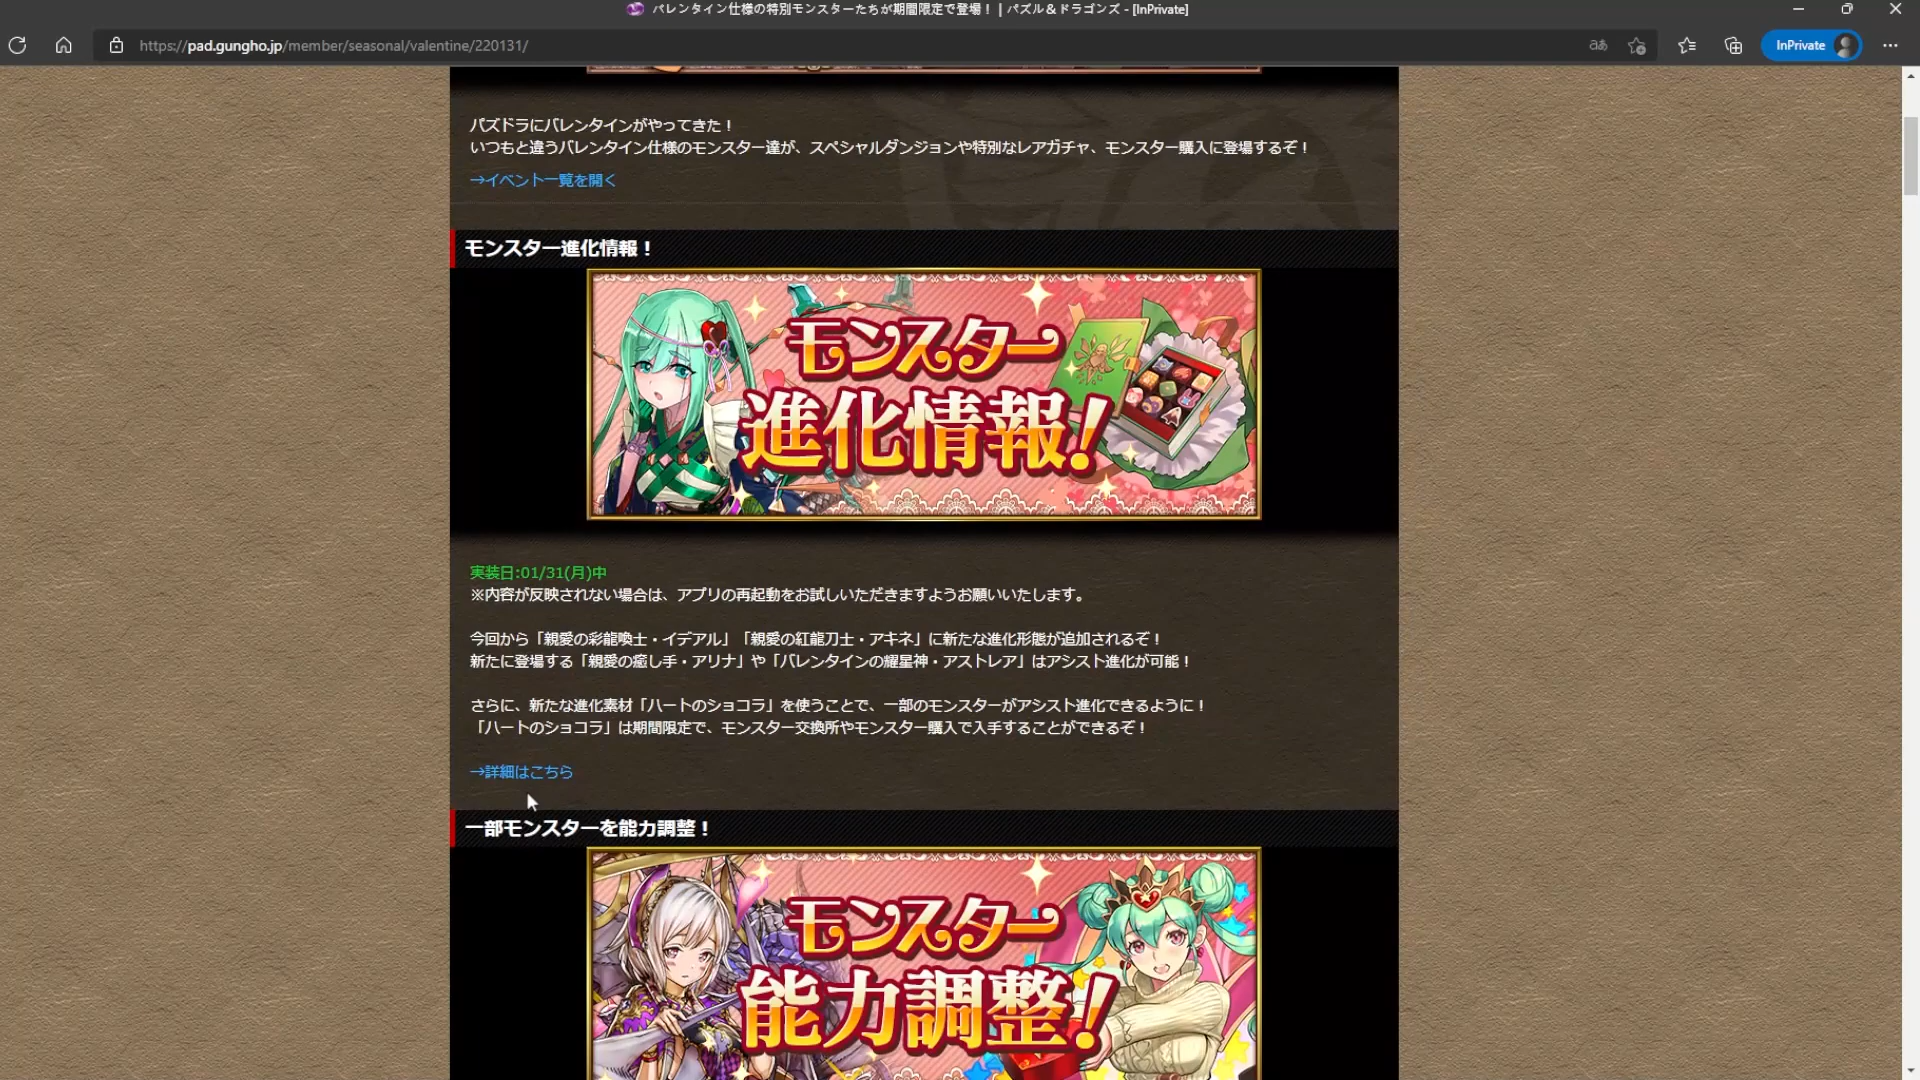 バレンタイン仕様の特別モンスターたちが期間限定で登場！ | パズル＆ドラゴンズ - [InPrivate]
https://pad.gungho.jp/member/seasonal/valentine/220131/
InPrivate
パズドラにバレンタインがやってきた！
いつもと違うバレンタイン仕様のモンスター達が、スペシャルダンジョンや特別なレアガチャ、モンスター購入に登場するぞ！
→イベント一覧を開く
モンスター進化情報！
モンスター
進化情報!
実装日:01/31(月)中
※内容が反映されない場合は、アプリの再起動をお試しいただきますようお願いいたします。
今回から「親愛の彩龍喚士・イデアル」「親愛の紅龍刀士・アキネ」に新たな進化形態が追加されるぞ！
新たに登場する「親愛の癒し手・アリナ」や「バレンタインの耀星神・アストレア」はアシスト進化が可能！
さらに、新たな進化素材「ハートのショコラ」を使うことで、一部のモンスターがアシスト進化できるように！
「ハートのショコラ」は期間限定で、モンスター交換所やモンスター購入で入手することができるぞ！
→詳細はこちら
一部モンスターを能力調整！
モンスター
能力調整!